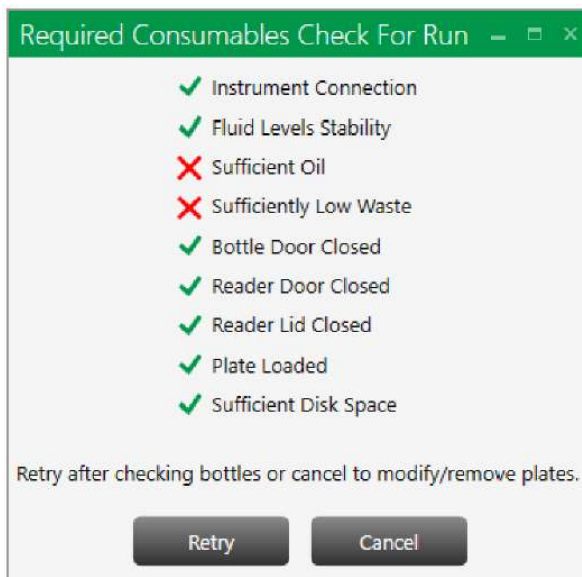 Required Consumables Check For Run
Instrument Connection
Fluid Levels Stability
Sufficient Oil
Sufficiently Low Waste
Bottle Door Closed
Reader Door Closed
Reader Lid Closed
Plate Loaded
Sufficient Disk Space
Retry after checking bottles or cancel to modify/remove plates.
Retry Cancel